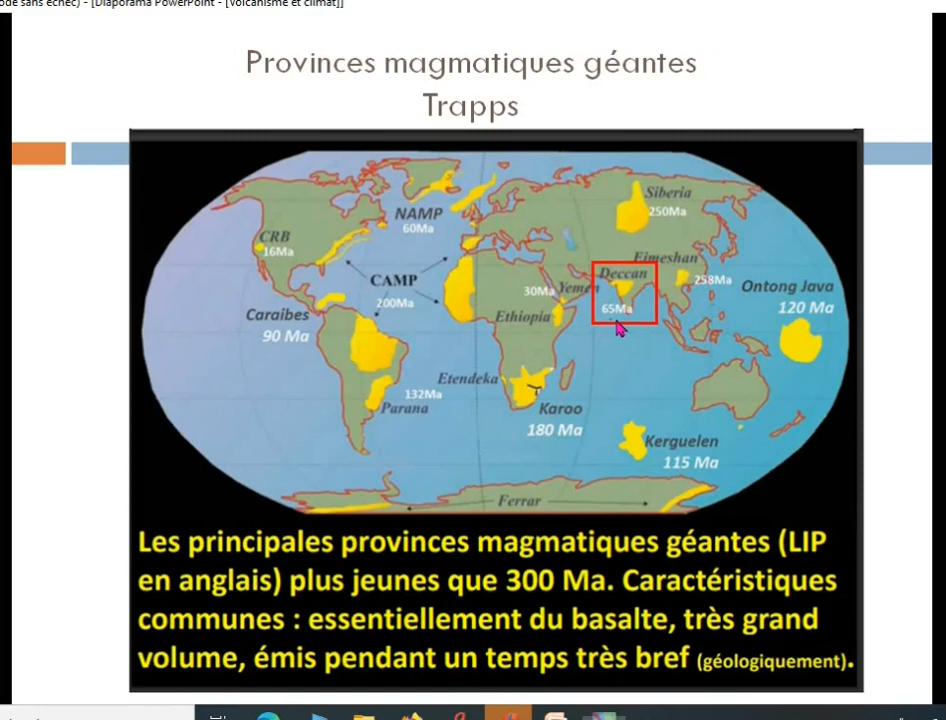 ode sans échec) - [Diaporama PowerPoint - [Volcanisme et climat]]
Provinces magmatiques géantes
Trapps
Siberia
250Ma
NAMP
60Ma
CRB
16Ma
Eimeshan
258Ma
Deccan
65Ma
CAMP
200Ma
30Ma Yemen
Ethiopia
Ontong Java
120 Ma
Caraibes
90 Ma
Etendeka
132Ma
Parana
Karoo
180 Ma
Kerguelen
115 Ma
Ferrar
Les principales provinces magmatiques géantes (LIP
en anglais) plus jeunes que 300 Ma. Caractéristiques
communes : essentiellement du basalte, très grand
volume, émis pendant un temps très bref (géologiquement).